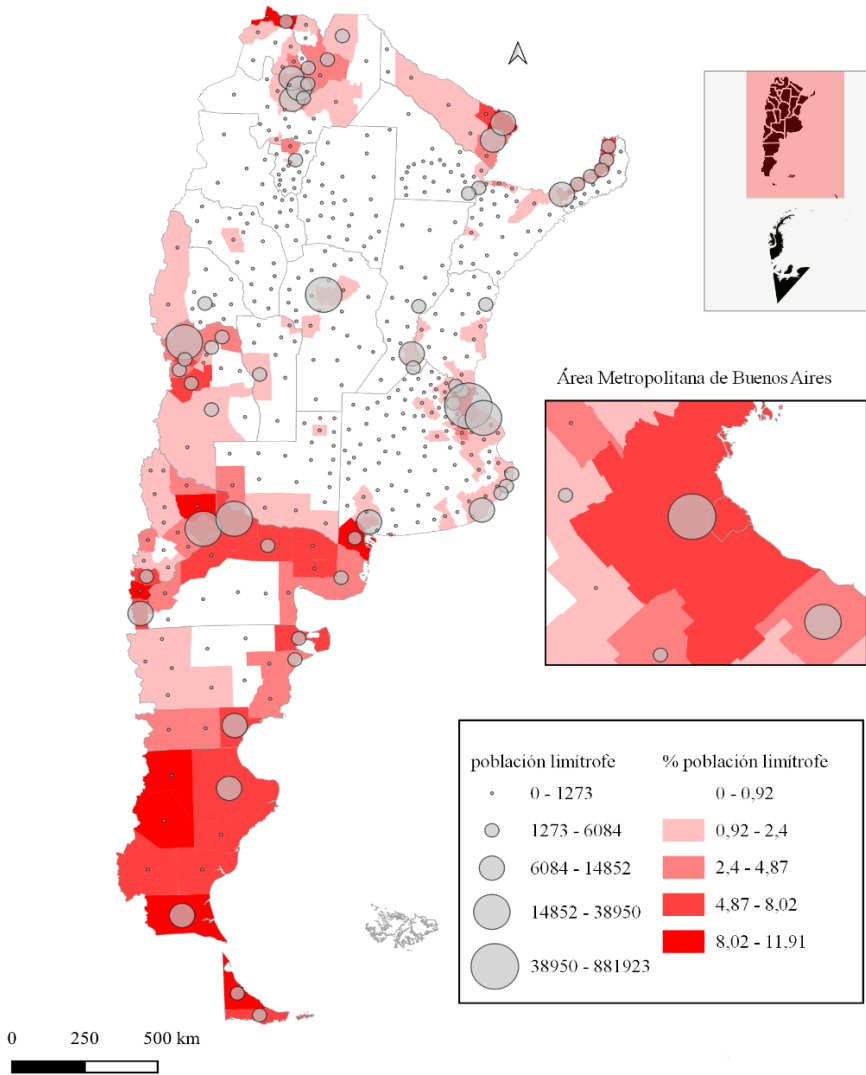 Área Metropolitana de Buenos Aires
población limítrofe
0 - 1273
1273 - 6084
6084 - 14852
14852 - 38950
38950 - 881923
% población limítrofe
0 - 0,92
0,92 - 2,4
2,4 - 4,87
4,87 - 8,02
8,02 - 11,91
0 250 500 km